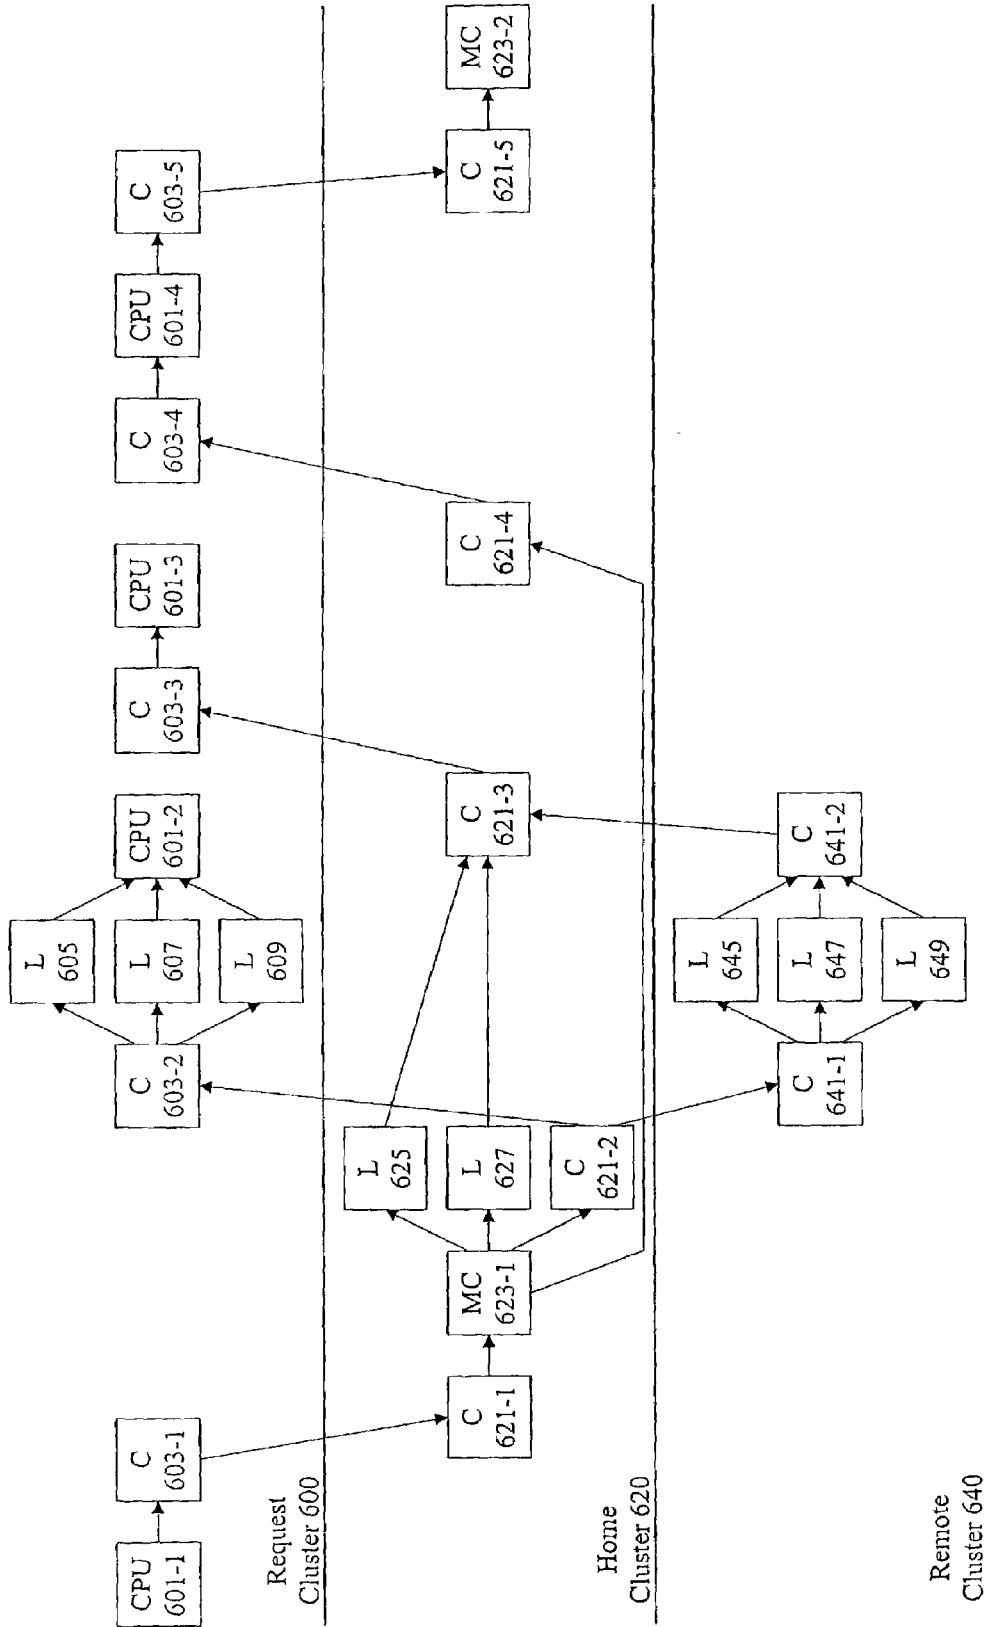 CPU
601-1
C
603-1
C
603-2
L
605
L
607
L
609
CPU
601-2
C
603-3
CPU
601-3
C
603-4
CPU
601-4
C
603-5
Request
Cluster 600
C
621-1
MC
623-1
L
625
L
627
C
621-2
C
621-3
C
621-4
C
621-5
MC
623-2
Home
Cluster 620
C
641-1
L
645
L
647
L
649
C
641-2
Remote
Cluster 640